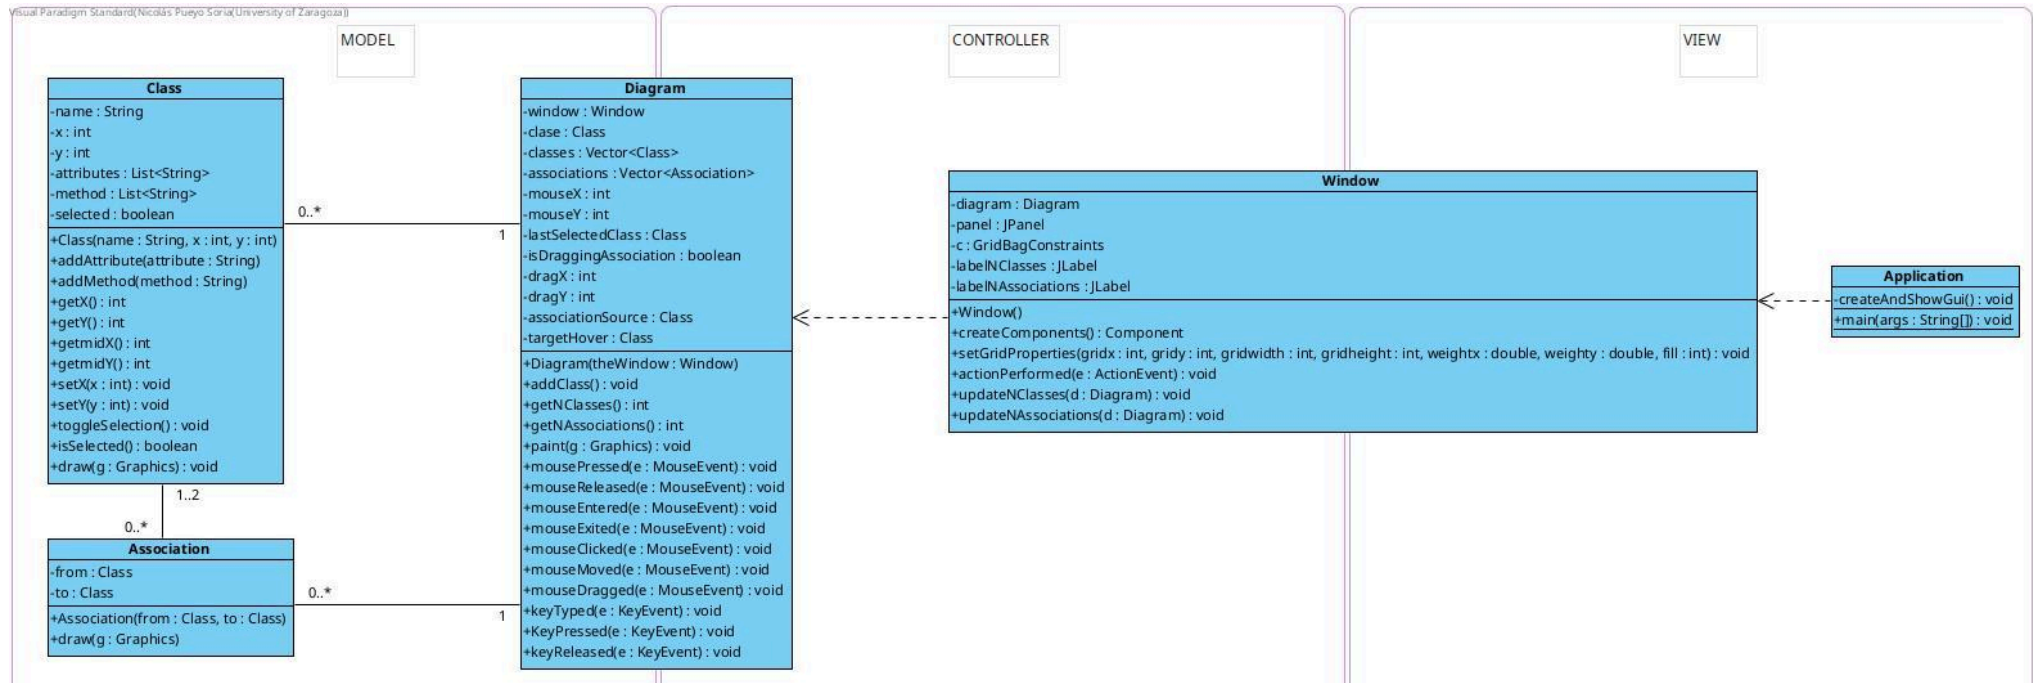 Visual Paradigm Standard(Nicolás Pueyo Soria(University of Zaragoza))
MODEL
CONTROLLER
VIEW
Class
-name : String
-x : int
-y : int
-attributes : List<String>
-method : List<String>
-selected : boolean
+Class(name : String, x : int, y : int)
+addAttribute(attribute : String)
+addMethod(method : String)
+getX() : int
+getY() : int
+getmidX() : int
+getmidY() : int
+setX(x : int) : void
+setY(y : int) : void
+toggleSelection() : void
+isSelected() : boolean
+draw(g : Graphics) : void
0..*
1
1..2
0..*
Association
-from : Class
-to : Class
+Association(from : Class, to : Class)
+draw(g : Graphics)
0..*
1
Diagram
-window : Window
-clase : Class
-classes : Vector<Class>
-associations : Vector<Association>
-mouseX : int
-mouseY : int
-lastSelectedClass : Class
-isDraggingAssociation : boolean
-dragX : int
-dragY : int
-associationSource : Class
-targetHover : Class
+Diagram(theWindow : Window)
+addClass() : void
+getNClasses() : int
+getNAssociations() : int
+paint(g : Graphics) : void
+mousePressed(e : MouseEvent) : void
+mouseReleased(e : MouseEvent) : void
+mouseEntered(e : MouseEvent) : void
+mouseExited(e : MouseEvent) : void
+mouseClicked(e : MouseEvent) : void
+mouseMoved(e : MouseEvent) : void
+mouseDragged(e : MouseEvent) : void
+keyTyped(e : KeyEvent) : void
+KeyPressed(e : KeyEvent) : void
+keyReleased(e : KeyEvent) : void
Window
-diagram : Diagram
-panel : JPanel
-c : GridBagConstraints
-labelNClasses : JLabel
-labelNAssociations : JLabel
+Window()
+createComponents() : Component
+setGridProperties(gridx : int, gridy : int, gridwidth : int, gridheight : int, weightx : double, weighty : double, fill : int) : void
+actionPerformed(e : ActionEvent) : void
+updateNClasses(d : Diagram) : void
+updateNAssociations(d : Diagram) : void
Application
-createAndShowGui() : void
+main(args : String[]) : void